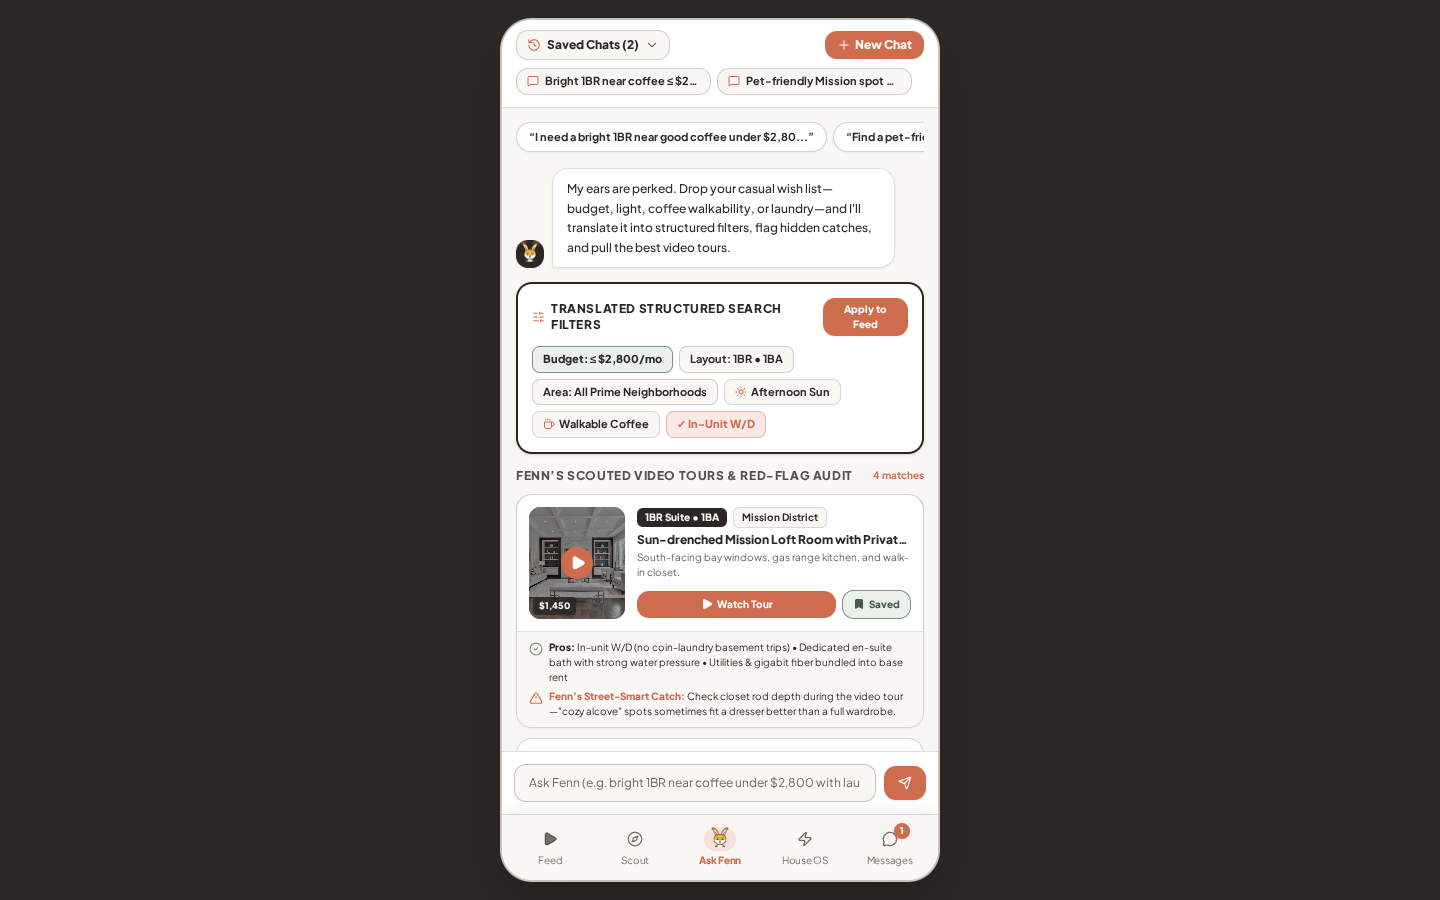 Saved Chats (2)
New Chat
Bright 1BR near coffee ≤ $2...
Pet-friendly Mission spot ...
“I need a bright 1BR near good coffee under $2,80...”
“Find a pet-frie
My ears are perked. Drop your casual wish list—
budget, light, coffee walkability, or laundry—and I'll
translate it into structured filters, flag hidden catches,
and pull the best video tours.
TRANSLATED STRUCTURED SEARCH
FILTERS
Apply to
Feed
Budget: ≤ $2,800/mo
Layout: 1BR • 1BA
Area: All Prime Neighborhoods
Afternoon Sun
Walkable Coffee
✓ In-Unit W/D
FENN'S SCOUTED VIDEO TOURS & RED-FLAG AUDIT
4 matches
1BR Suite • 1BA
Mission District
Sun-drenched Mission Loft Room with Privat...
South-facing bay windows, gas range kitchen, and walk-
in closet.
$1,450
Watch Tour
Saved
Pros: In-unit W/D (no coin-laundry basement trips) • Dedicated en-suite
bath with strong water pressure • Utilities & gigabit fiber bundled into base
rent
Fenn's Street-Smart Catch: Check closet rod depth during the video tour
—"cozy alcove" spots sometimes fit a dresser better than a full wardrobe.
Ask Fenn (e.g. bright 1BR near coffee under $2,800 with lau
Feed
Scout
Ask Fenn
House OS
1
Messages